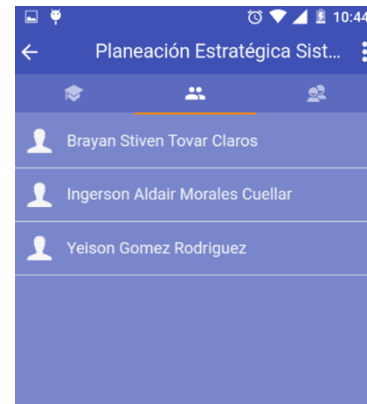 10:44
Planeación Estratégica Sist...
Brayan Stiven Tovar Claros
Ingerson Aldair Morales Cuellar
Yeison Gomez Rodriguez